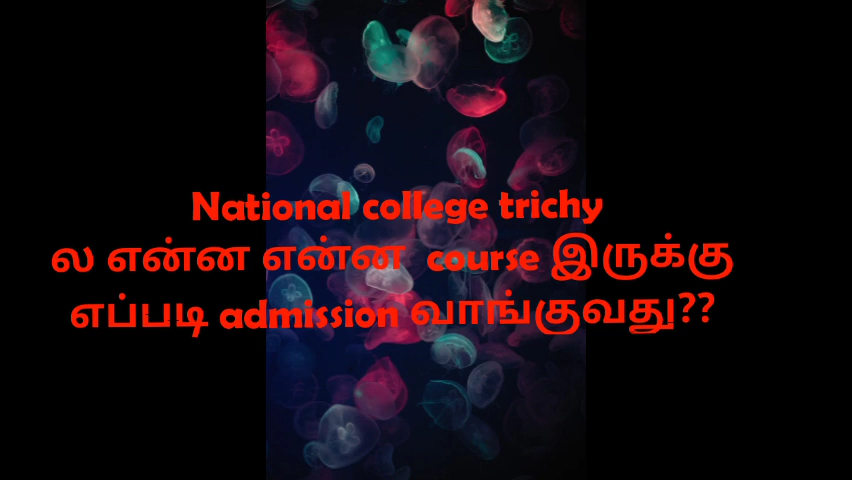 National college trichy
ல என்ன என்ன course இருக்கு
எப்படி admission வாங்குவது??